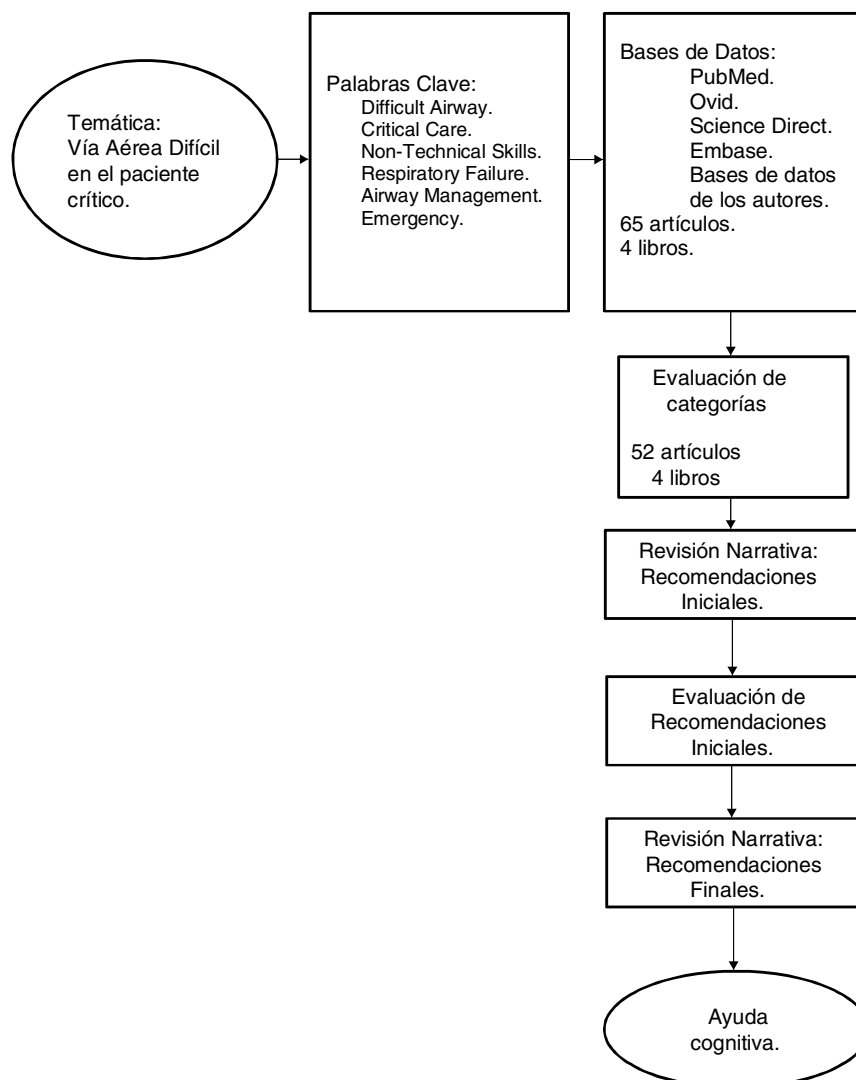 Temática:
Vía Aérea Difícil
en el paciente
crítico.
Palabras Clave:
Difficult Airway.
Critical Care.
Non-Technical Skills.
Respiratory Failure.
Airway Management.
Emergency.
Bases de Datos:
PubMed.
Ovid.
Science Direct.
Embase.
Bases de datos
de los autores.
65 artículos.
4 libros.
Evaluación de
categorías
52 artículos
4 libros
Revisión Narrativa:
Recomendaciones
Iniciales.
Evaluación de
Recomendaciones
Iniciales.
Revisión Narrativa:
Recomendaciones
Finales.
Ayuda
cognitiva.